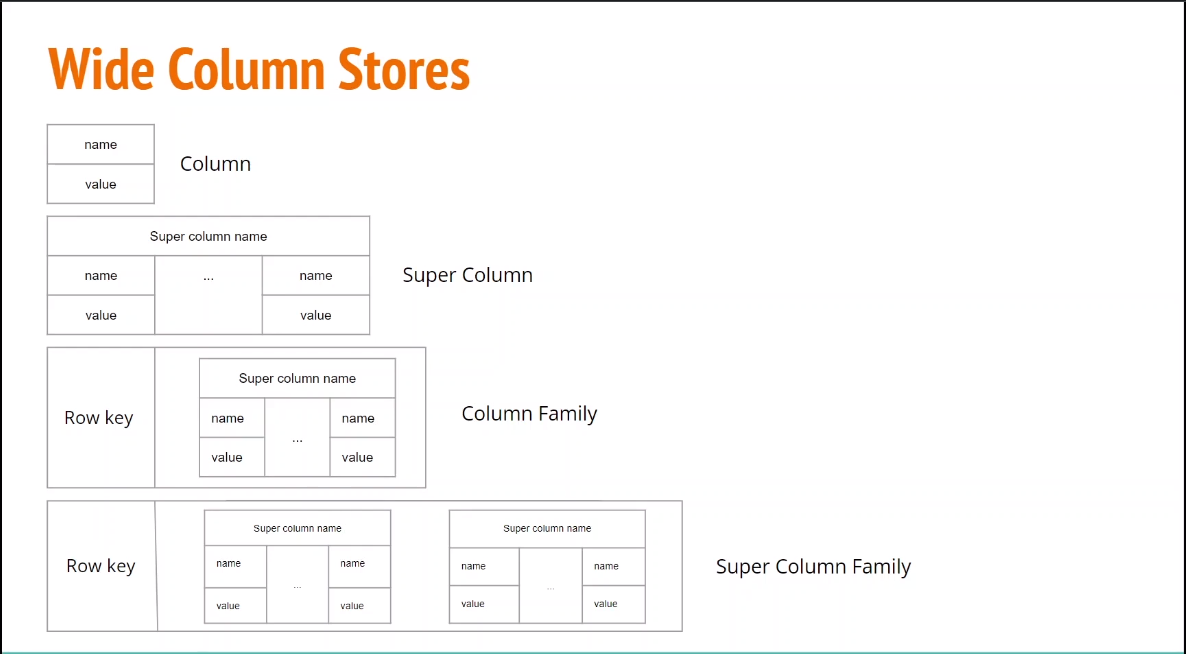 Wide Column Stores
name
value
Column
Super column name
name ... name
value value
Super Column
Row key
Super column name
name name
...
value value
Column Family
Row key
Super column name
name name
...
value value
Super column name
name name
...
value value
Super Column Family